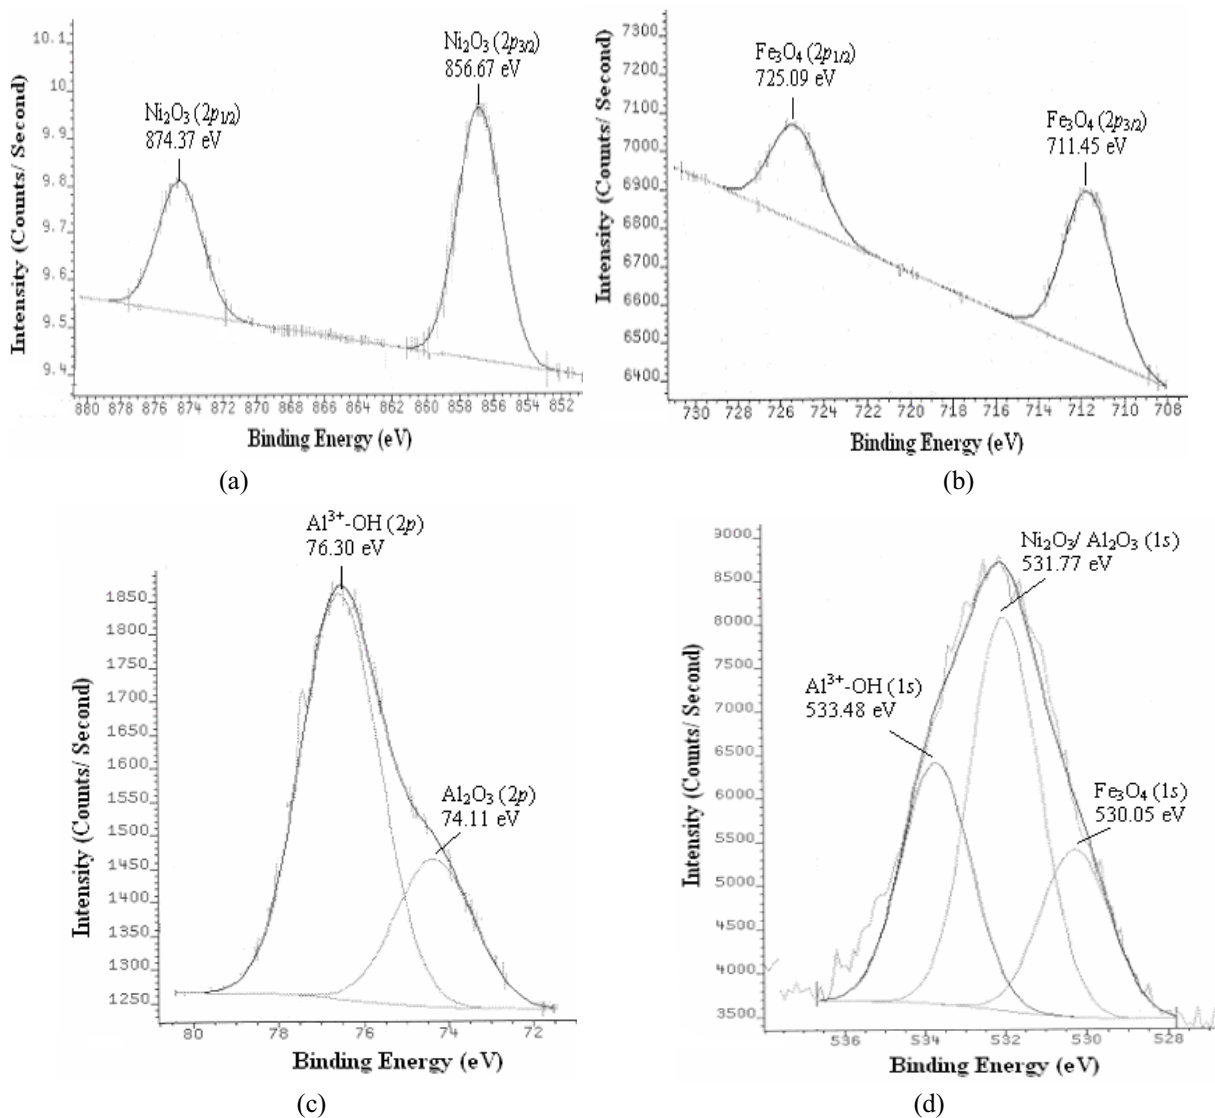 Ni₂O₃ (2p₃/₂)
856.67 eV
Ni₂O₃ (2p₁/₂)
874.37 eV
Intensity (Counts/ Second)
10.1
10.
9.9
9.8
9.7
9.6
9.5
9.4
880 878 876 874 872 870 868 866 864 862 860 858 856 854 852
Binding Energy (eV)
(a)
Fe₃O₄ (2p₁/₂)
725.09 eV
Fe₃O₄ (2p₃/₂)
711.45 eV
Intensity (Counts/ Second)
7300
7200
7100
7000
6900
6800
6700
6600
6500
6400
730 728 726 724 722 720 718 716 714 712 710 708
Binding Energy (eV)
(b)
Al³⁺-OH (2p)
76.30 eV
Al₂O₃ (2p)
74.11 eV
Intensity (Counts/ Second)
1850
1800
1750
1700
1650
1600
1550
1500
1450
1400
1350
1300
1250
80 78 76 74 72
Binding Energy (eV)
(c)
Ni₂O₃/ Al₂O₃ (1s)
531.77 eV
Al³⁺-OH (1s)
533.48 eV
Fe₃O₄ (1s)
530.05 eV
Intensity (Counts/ Second)
9000
8500
8000
7500
7000
6500
6000
5500
5000
4500
4000
3500
536 534 532 530 528
Binding Energy (eV)
(d)